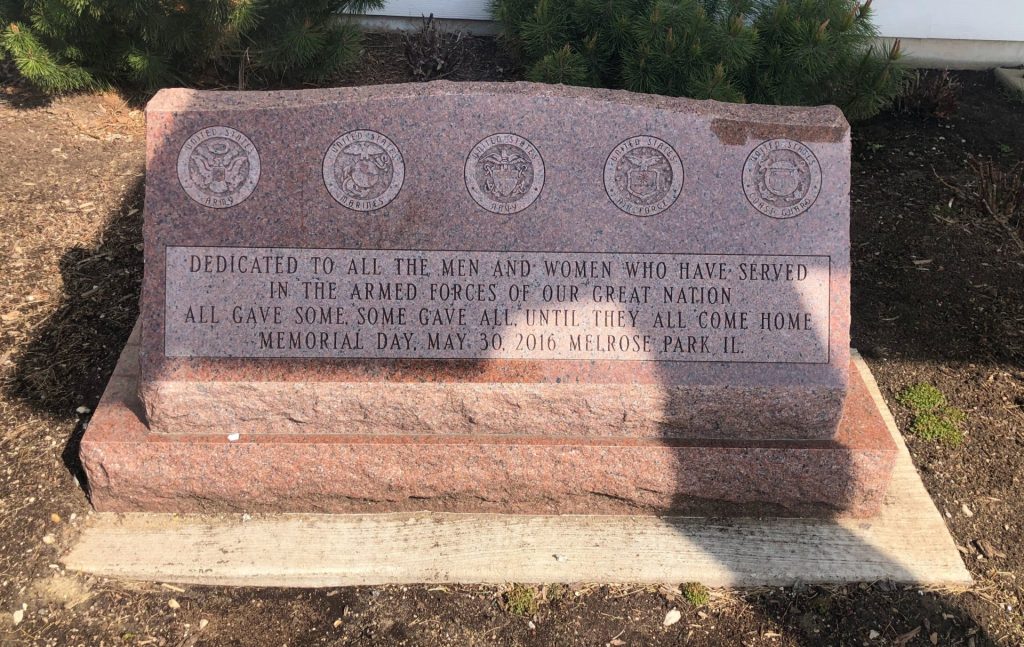 UNITED STATES ARMY
UNITED STATES MARINES
UNITED STATES NAVY
UNITED STATES AIR FORCE
UNITED STATES COAST GUARD
DEDICATED TO ALL THE MEN AND WOMEN WHO HAVE SERVED
IN THE ARMED FORCES OF OUR GREAT NATION
ALL GAVE SOME, SOME GAVE ALL, UNTIL THEY ALL COME HOME
MEMORIAL DAY, MAY 30, 2016 MELROSE PARK IL.